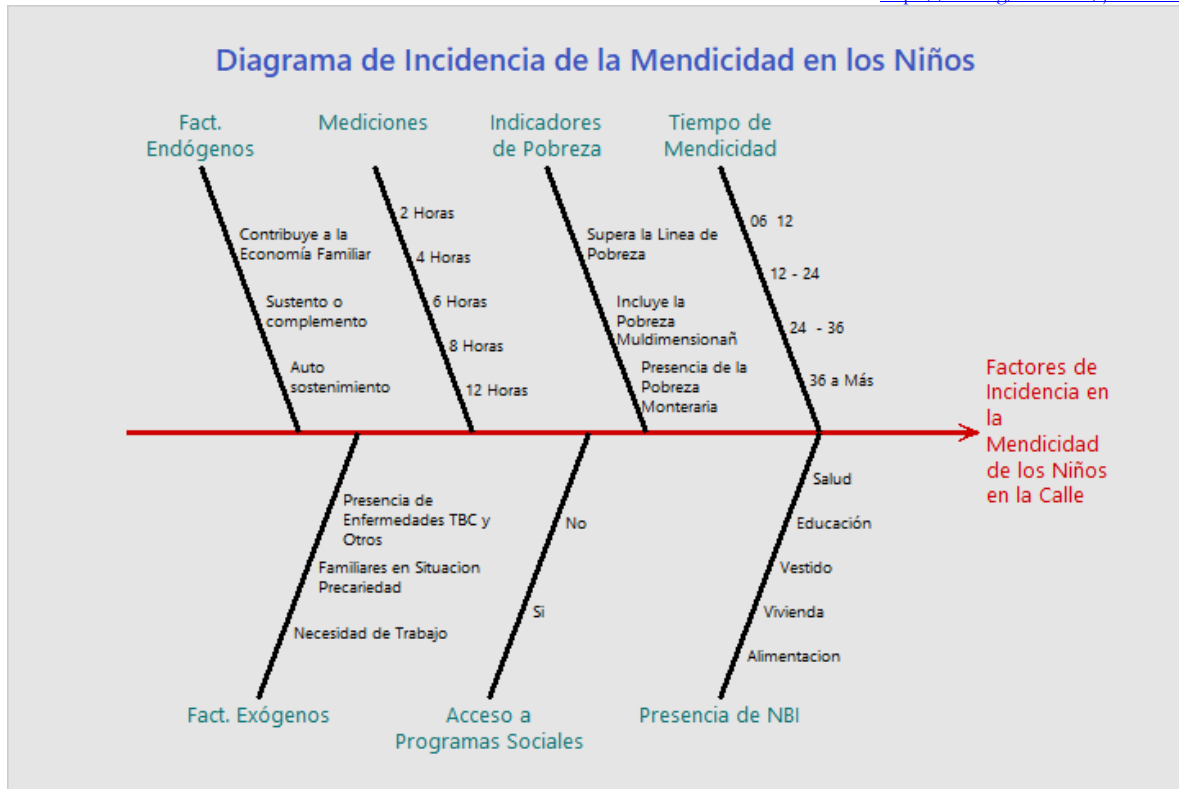 Diagrama de Incidencia de la Mendicidad en los Niños
Fact.
Endógenos
Mediciones
Indicadores
de Pobreza
Tiempo de
Mendicidad
Contribuye a la
Economía Familiar
Sustento o
complemento
Auto
sostenimiento
2 Horas
4 Horas
6 Horas
8 Horas
12 Horas
Supera la Linea de
Pobreza
Incluye la
Pobreza
Muldimensionañ
Presencia de la
Pobreza
Monteraria
06 12
12 - 24
24 - 36
36 a Más
Factores de
Incidencia en
la
Mendicidad
de los Niños
en la Calle
Presencia de
Enfermedades TBC y
Otros
Familiares en Situacion
Precariedad
Necesidad de Trabajo
No
Si
Salud
Educación
Vestido
Vivienda
Alimentacion
Fact. Exógenos
Acceso a
Programas Sociales
Presencia de NBI